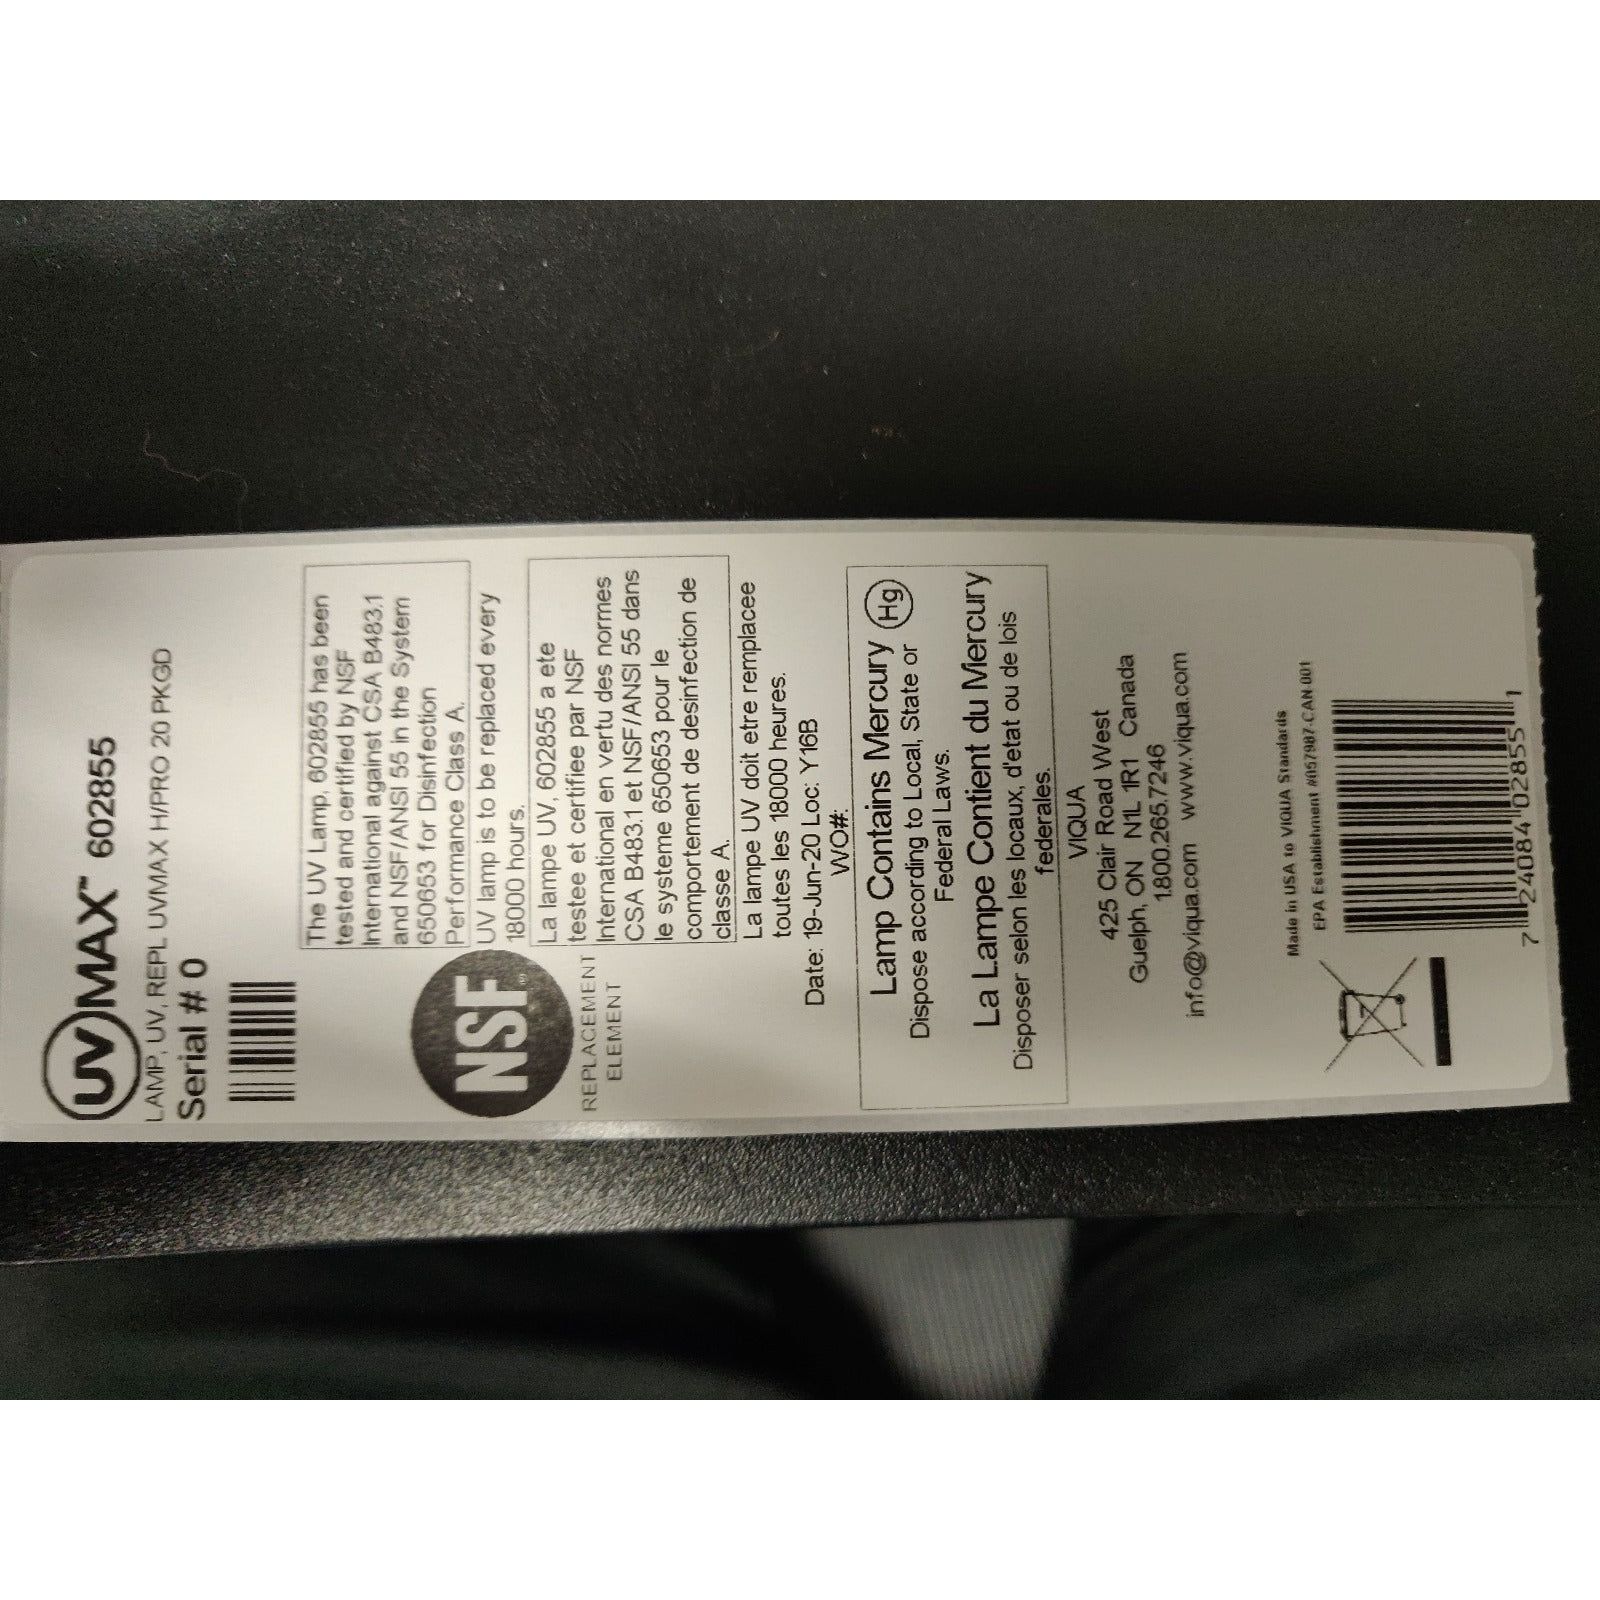 UVMAX™ 602855
LAMP, UV, REPL UVMAX H/PRO 20 PKGD
Serial # 0
The UV Lamp, 602855 has been
tested and certified by NSF
International against CSA B483.1
and NSF/ANSI 55 in the System
650653 for Disinfection
Performance Class A.
UV lamp is to be replaced every
18000 hours.
NSF
REPLACEMENT
ELEMENT
La lampe UV, 602855 a ete
testee et certifiee par NSF
International en vertu des normes
CSA B483.1 et NSF/ANSI 55 dans
le systeme 650653 pour le
comportement de desinfection de
classe A.
La lampe UV doit etre remplacee
toutes les 18000 heures.
Date: 19-Jun-20 Loc: Y16B
WO#:
Lamp Contains Mercury Hg
Dispose according to Local, State or
Federal Laws.
La Lampe Contient du Mercury
Disposer selon les locaux, d'etat ou de lois
federales.
VIQUA
425 Clair Road West
Guelph, ON N1L 1R1 Canada
1.800.265.7246
info@viqua.com www.viqua.com
Made in USA to VIQUA Standards
EPA Establishment #057987-CAN-001
7 24084 02855 1